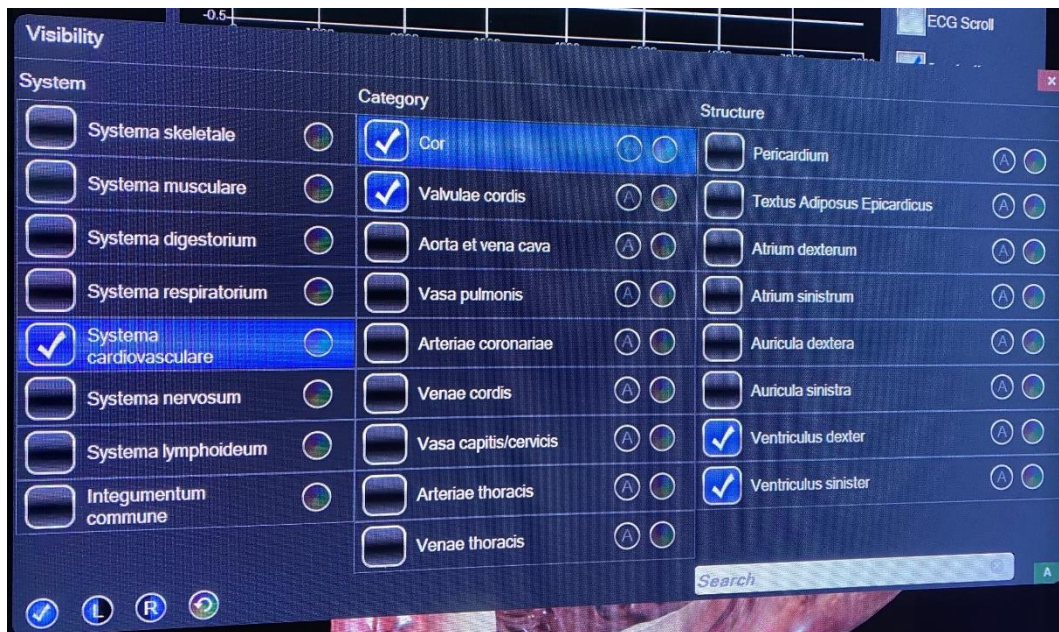 -0.5
ECG Scroll
Visibility
System
Systema skeletale
Systema musculare
Systema digestorium
Systema respiratorium
Systema
cardiovasculare
Systema nervosum
Systema lymphoideum
Integumentum
commune
Category
Cor
A
Valvulae cordis
A
Aorta et vena cava
A
Vasa pulmonis
A
Arteriae coronariae
A
Venae cordis
A
Vasa capitis/cervicis
A
Arteriae thoracis
A
Venae thoracis
A
Structure
Pericardium
A
Textus Adiposus Epicardicus
A
Atrium dexterum
A
Atrium sinistrum
A
Auricula dextera
A
Auricula sinistra
A
Ventriculus dexter
A
Ventriculus sinister
A
Search
A
L
R